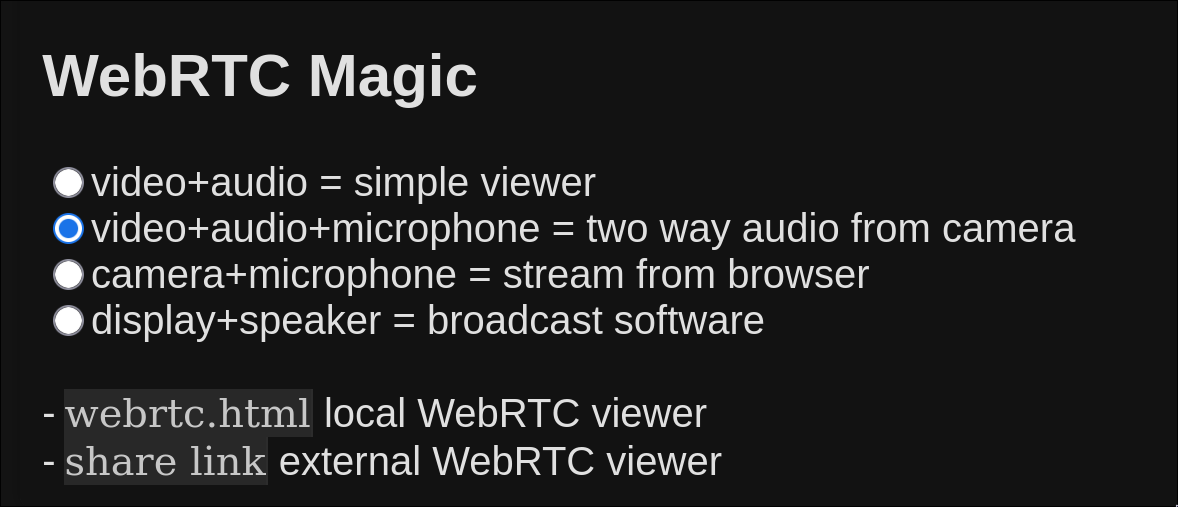 WebRTC Magic
video+audio = simple viewer
video+audio+microphone = two way audio from camera
camera+microphone = stream from browser
display+speaker = broadcast software
- webrtc.html local WebRTC viewer
- share link external WebRTC viewer